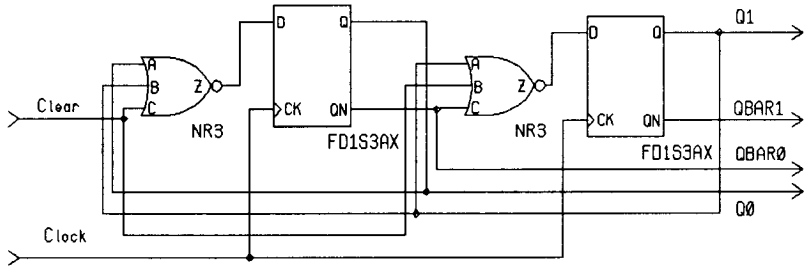 Clear
Clock
A
B
C
Z
NR3
D
Q
CK
QN
FD1S3AX
A
B
C
Z
NR3
D
Q
CK
QN
FD1S3AX
Q1
QBAR1
QBAR0
Q0